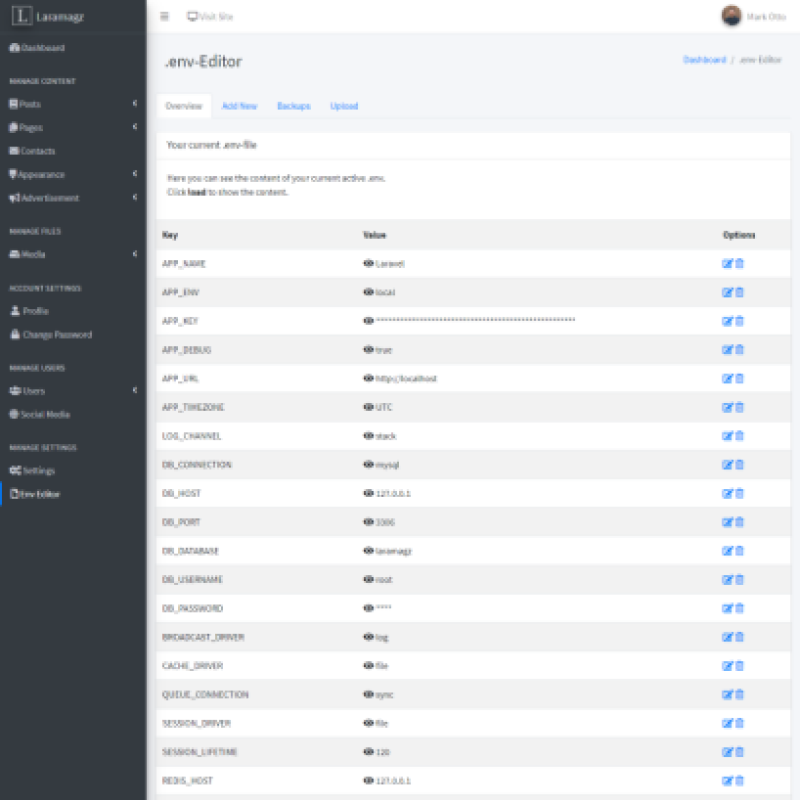 L Laramagz
Visit Site
Mark Otto
Dashboard
MANAGE CONTENT
Posts
Pages
Contacts
Appearance
Advertisement
MANAGE FILES
Media
ACCOUNT SETTINGS
Profile
Change Password
MANAGE USERS
Users
Social Media
MANAGE SETTINGS
Settings
Env Editor
.env-Editor
Dashboard / .env Editor
Overview Add New Backups Upload
Your current .env-file
Here you can see the content of your current active .env.
Click load to show the content.
Key Value Options
APP_NAME Laravel
APP_ENV local
APP_KEY
APP_DEBUG true
APP_URL http://localhost
APP_TIMEZONE UTC
LOG_CHANNEL stack
DB_CONNECTION mysql
DB_HOST 127.0.0.1
DB_PORT 3306
DB_DATABASE laramagz
DB_USERNAME root
DB_PASSWORD ****
BROADCAST_DRIVER log
CACHE_DRIVER file
QUEUE_CONNECTION sync
SESSION_DRIVER file
SESSION_LIFETIME 120
REDIS_HOST 127.0.0.1